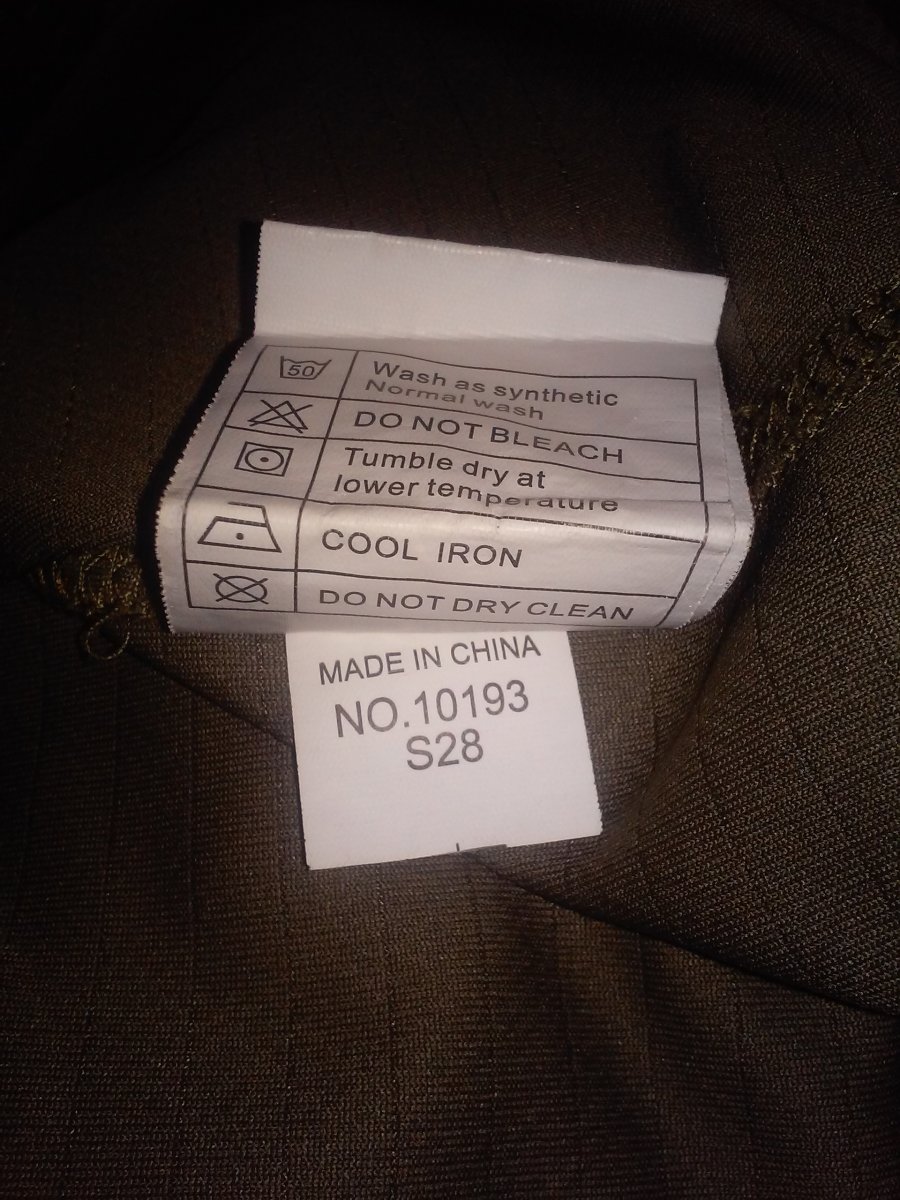 50
Wash as synthetic
Normal wash
DO NOT BLEACH
Tumble dry at
lower temperature
COOL IRON
DO NOT DRY CLEAN
MADE IN CHINA
NO.10193
S28